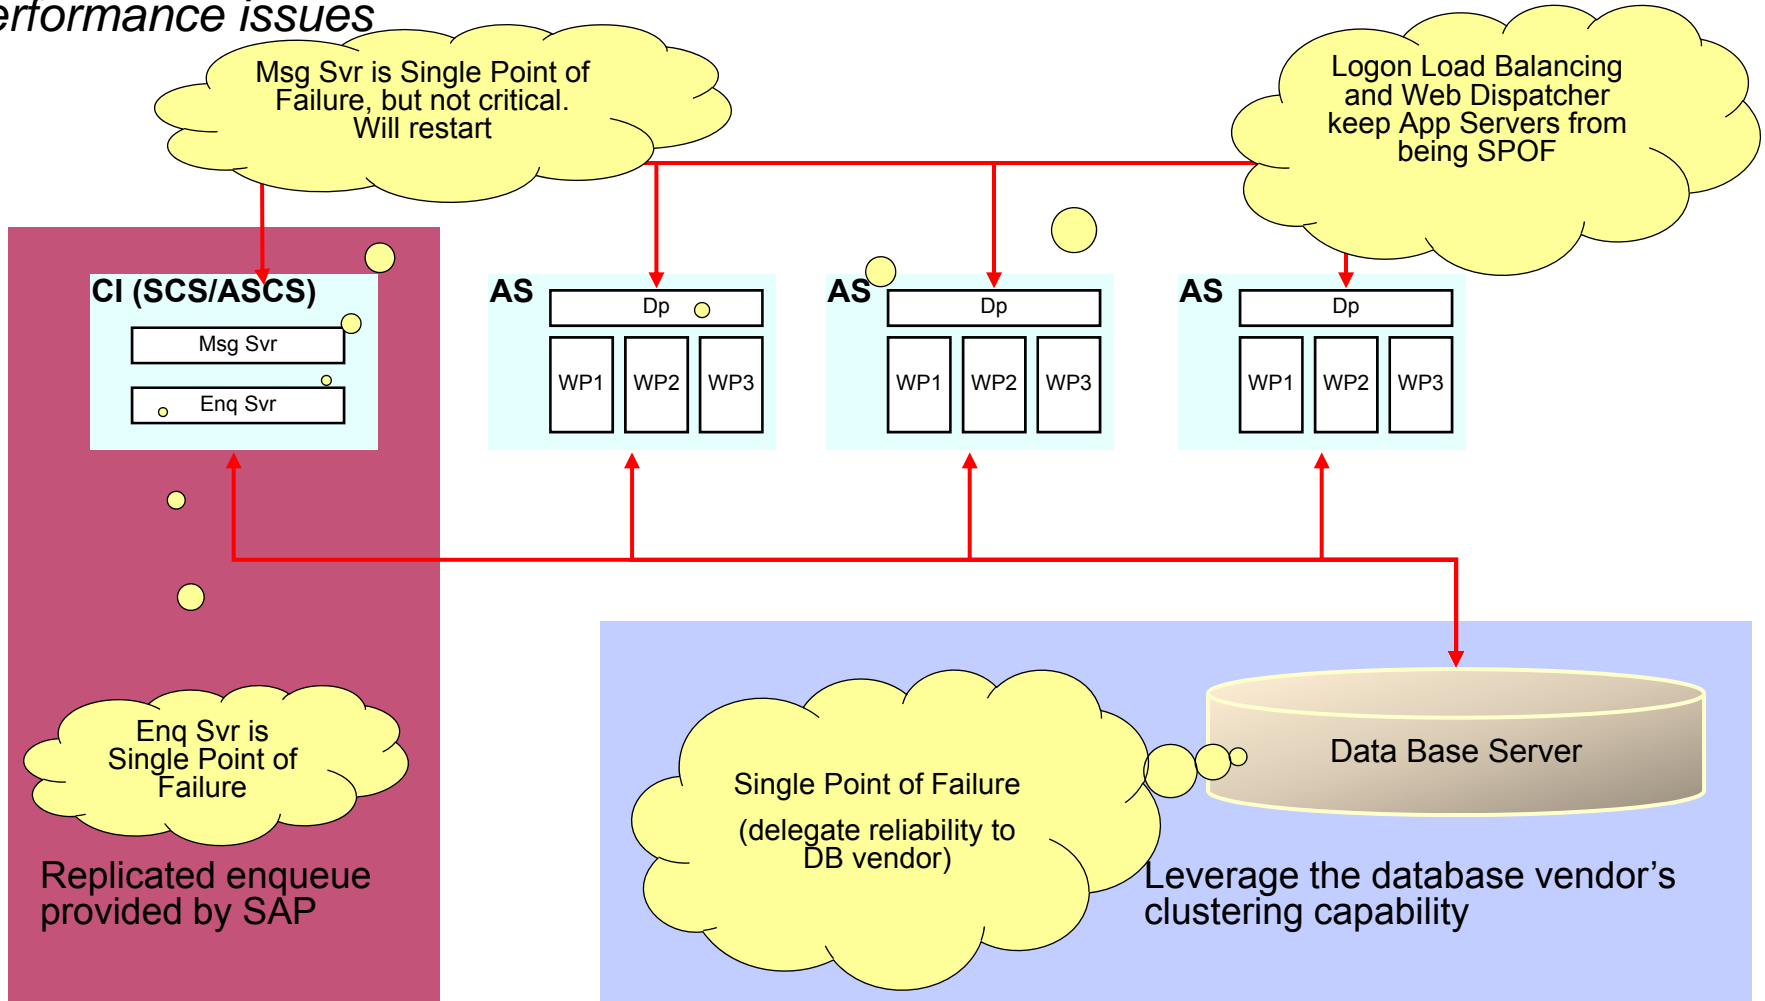 erformance issues
Msg Svr is Single Point of
Failure, but not critical.
Will restart
Logon Load Balancing
and Web Dispatcher
keep App Servers from
being SPOF
CI (SCS/ASCS)
Msg Svr
Enq Svr
AS
Dp
WP1 WP2 WP3
AS
Dp
WP1 WP2 WP3
AS
Dp
WP1 WP2 WP3
Enq Svr is
Single Point of
Failure
Replicated enqueue
provided by SAP
Single Point of Failure
(delegate reliability to
DB vendor)
Data Base Server
Leverage the database vendor’s
clustering capability